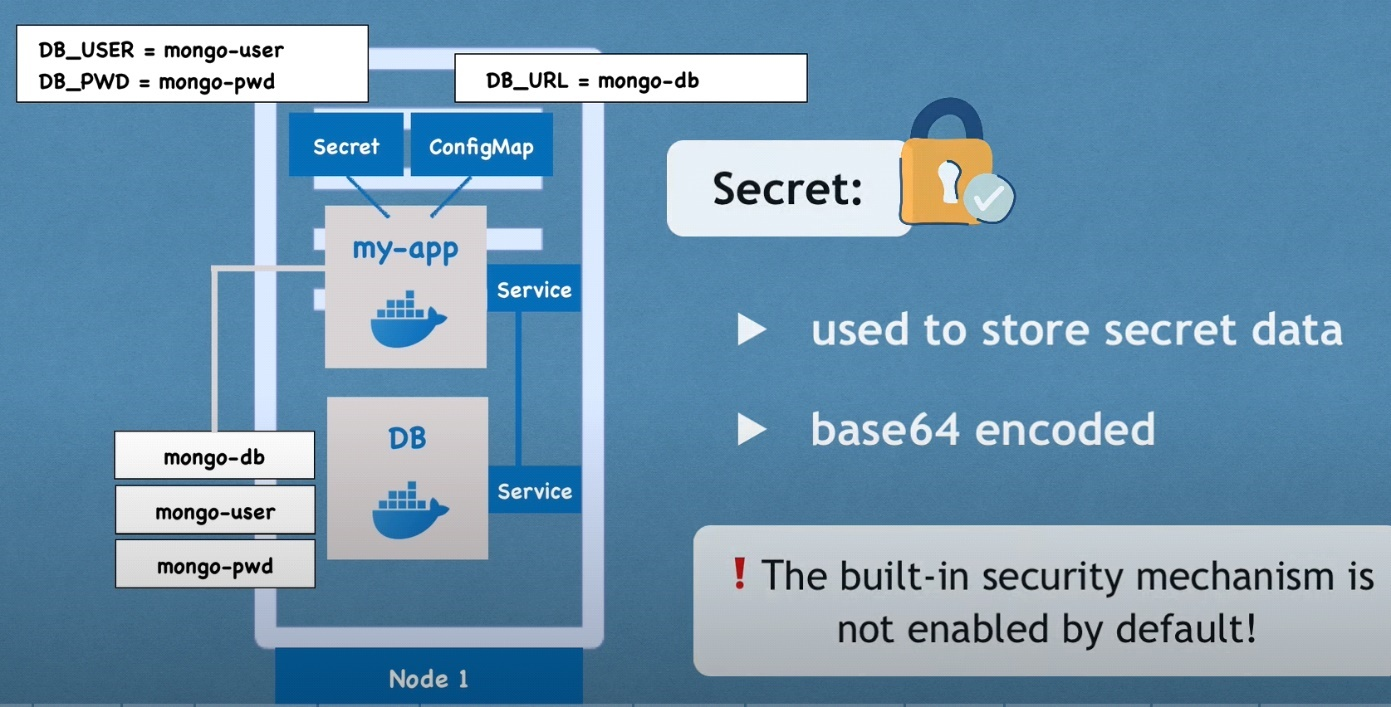 DB_USER = mongo-user
DB_PWD = mongo-pwd
DB_URL = mongo-db
Secret
ConfigMap
my-app
Service
DB
Service
mongo-db
mongo-user
mongo-pwd
Node 1
Secret:
used to store secret data
base64 encoded
! The built-in security mechanism is
not enabled by default!